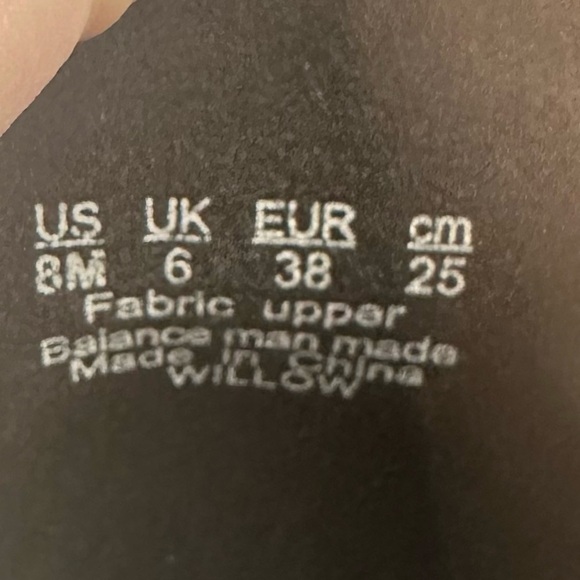 US UK EUR cm
8M 6 38 25
Fabric upper
Balance man made
Made in China
WILLOW